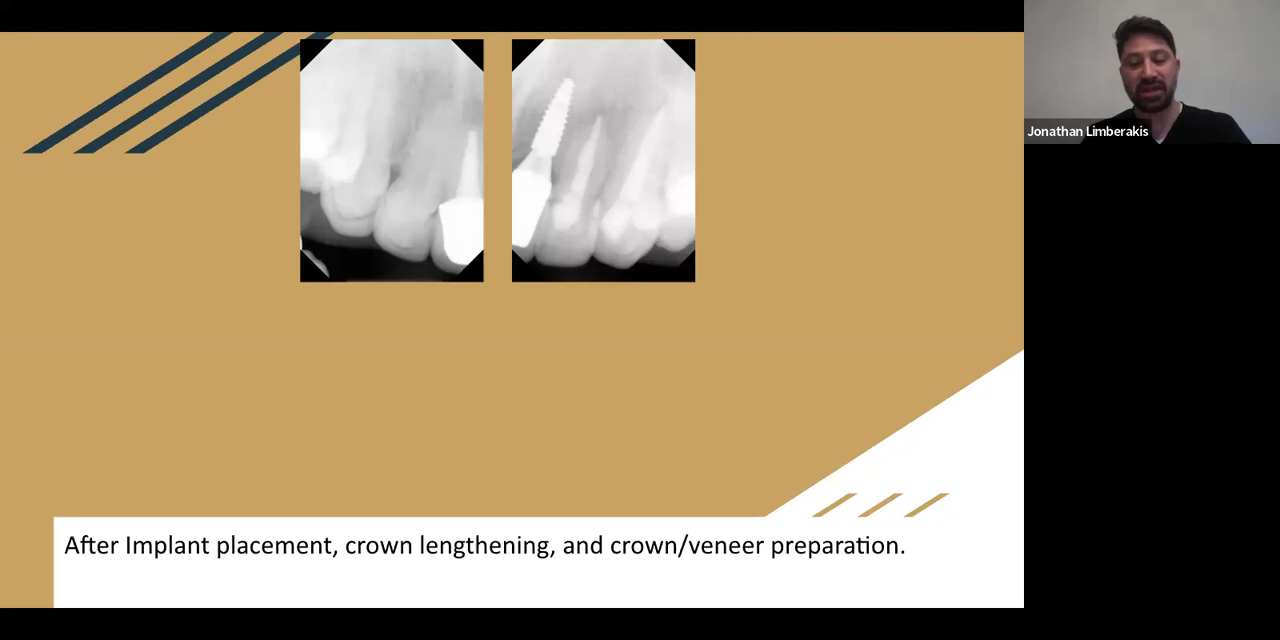 Jonathan Limberakis
After Implant placement, crown lengthening, and crown/veneer preparation.